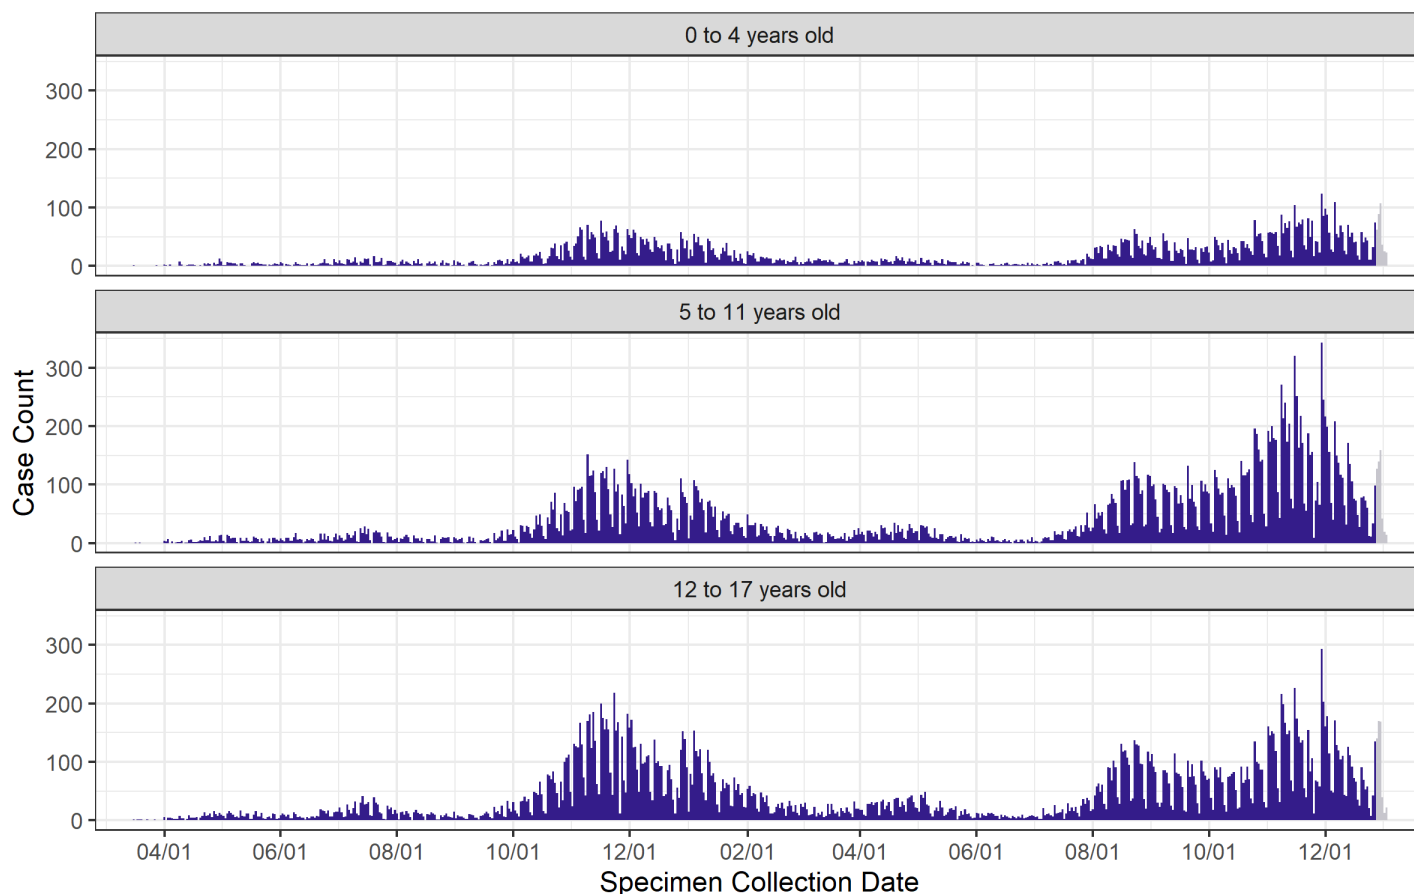 0 to 4 years old
300
200
100
0
5 to 11 years old
300
200
100
0
12 to 17 years old
300
200
100
0
Case Count
04/01 06/01 08/01 10/01 12/01 02/01 04/01 06/01 08/01 10/01 12/01
Specimen Collection Date